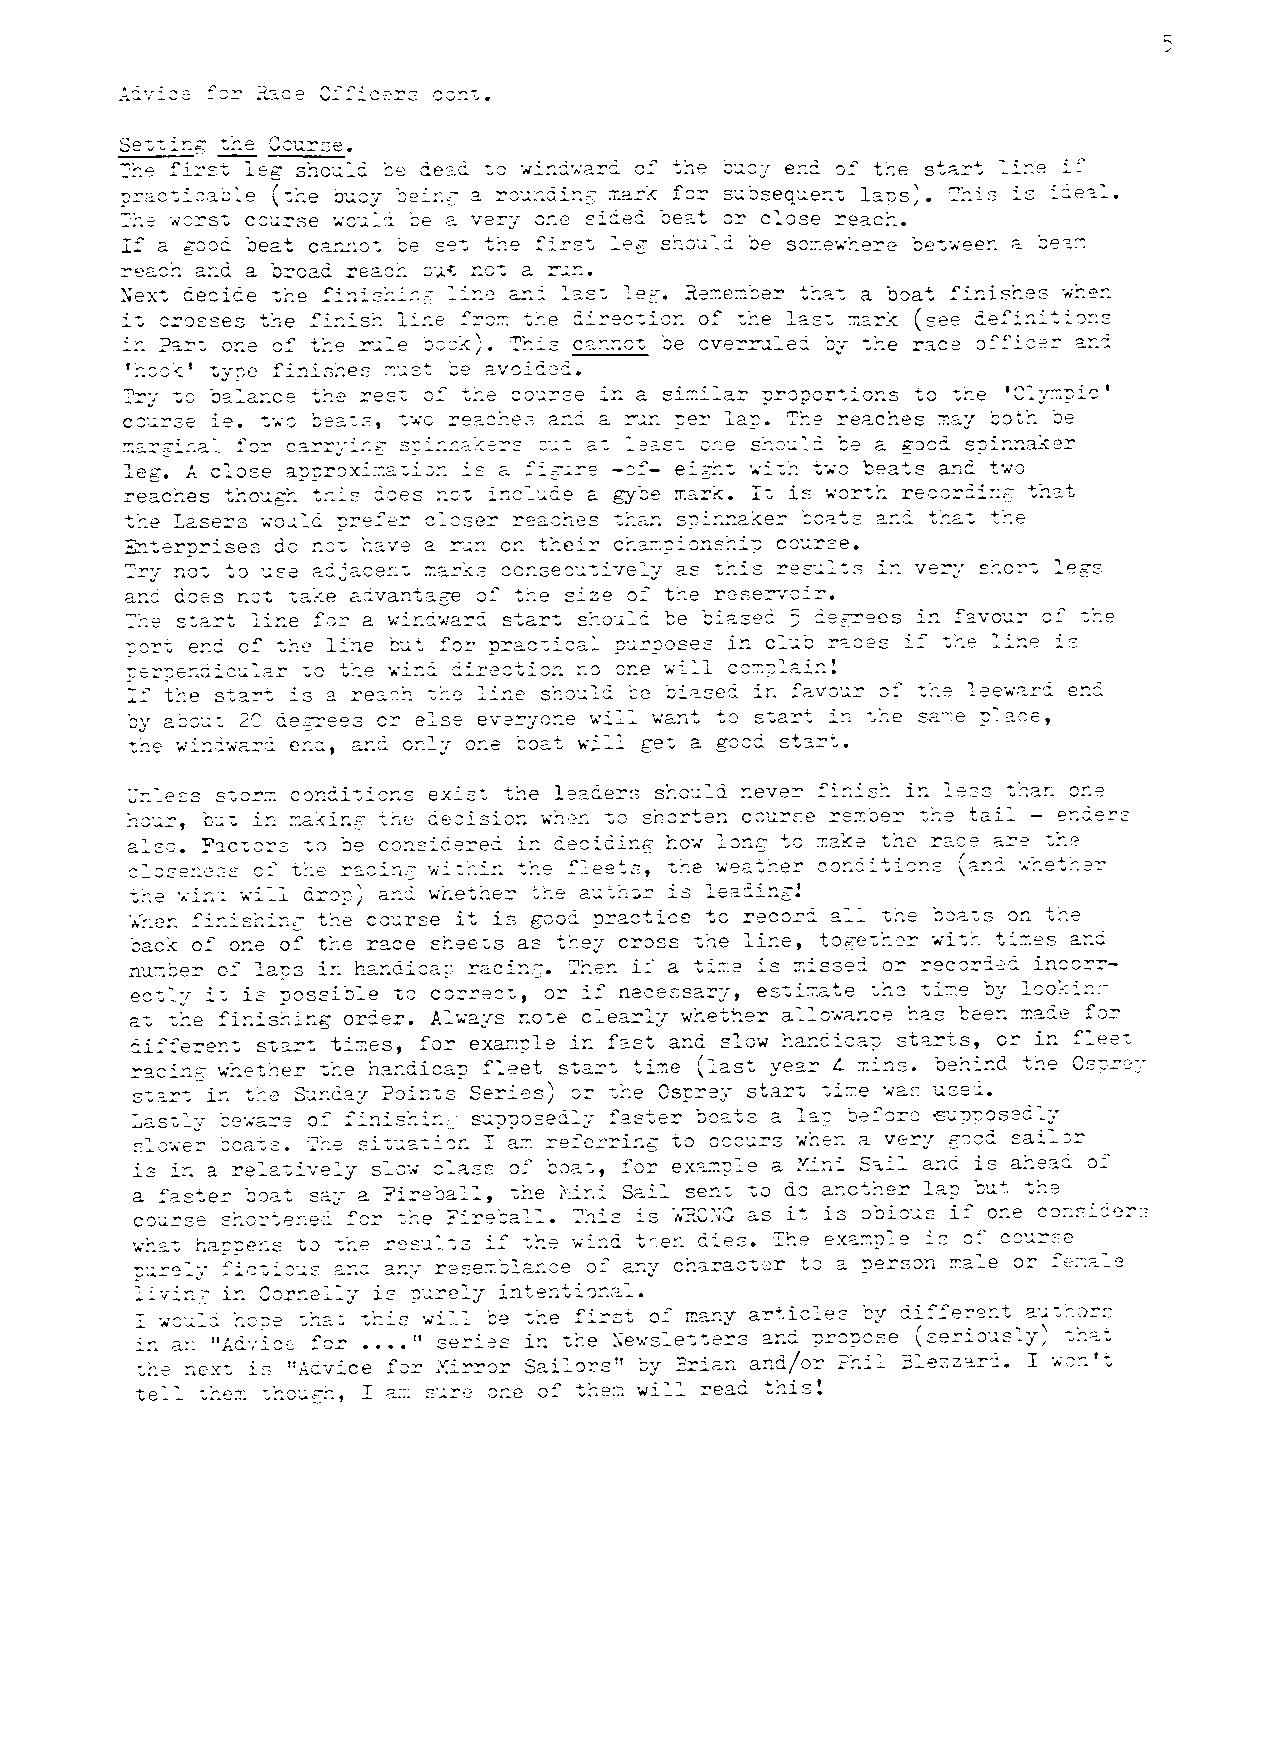 5
Advice for Race Officers cont.
Setting the Course.
The first leg should be dead to windward of the buoy end of the start line if
practicable (the buoy being a rounding mark for subsequent laps). This is ideal.
The worst course would be a very one sided beat or close reach.
If a good beat cannot be set the first leg should be somewhere between a beam
reach and a broad reach but not a run.
Next decide the finishing line and last leg. Remember that a boat finishes when
it crosses the finish line from the direction of the last mark (see definitions
in Part one of the rule book). This cannot be overruled by the race officer and
'hook' type finishes must be avoided.
Try to balance the rest of the course in a similar proportions to the 'Olympic'
course ie. two beats, two reaches and a run per lap. The reaches may both be
marginal for carrying spinnakers but at least one should be a good spinnaker
leg. A close approximation is a figure -of- eight with two beats and two
reaches though this does not include a gybe mark. It is worth recording that
the Lasers would prefer closer reaches than spinnaker boats and that the
Enterprises do not have a run on their championship course.
Try not to use adjacent marks consecutively as this results in very short legs
and does not take advantage of the size of the reservoir.
The start line for a windward start should be biased 5 degrees in favour of the
port end of the line but for practical purposes in club races if the line is
perpendicular to the wind direction no one will complain!
If the start is a reach the line should be biased in favour of the leeward end
by about 20 degrees or else everyone will want to start in the same place,
the windward end, and only one boat will get a good start.
Unless storm conditions exist the leaders should never finish in less than one
hour, but in making the decision when to shorten course rember the tail - enders
also. Factors to be considered in deciding how long to make the race are the
closeness of the racing within the fleets, the weather conditions (and whether
the wind will drop) and whether the author is leading!
When finishing the course it is good practice to record all the boats on the
back of one of the race sheets as they cross the line, together with times and
number of laps in handicap racing. Then if a time is missed or recorded incorr-
ectly it is possible to correct, or if necessary, estimate the time by looking
at the finishing order. Always note clearly whether allowance has been made for
different start times, for example in fast and slow handicap starts, or in fleet
racing whether the handicap fleet start time (last year 4 mins. behind the Osprey
start in the Sunday Points Series) or the Osprey start time was used.
Lastly beware of finishing supposedly faster boats a lap before supposedly
slower boats. The situation I am referring to occurs when a very good sailor
is in a relatively slow class of boat, for example a Mini Sail and is ahead of
a faster boat say a Fireball, the Mini Sail sent to do another lap but the
course shortened for the Fireball. This is WRONG as it is obious if one considers
what happens to the results if the wind then dies. The example is of course
purely fictious and any resemblance of any character to a person male or female
living in Cornelly is purely intentional.
I would hope that this will be the first of many articles by different authors
in an "Advice for ...." series in the Newsletters and propose (seriously) that
the next is "Advice for Mirror Sailors" by Brian and/or Phil Blezzard. I won't
tell them though, I am sure one of them will read this!